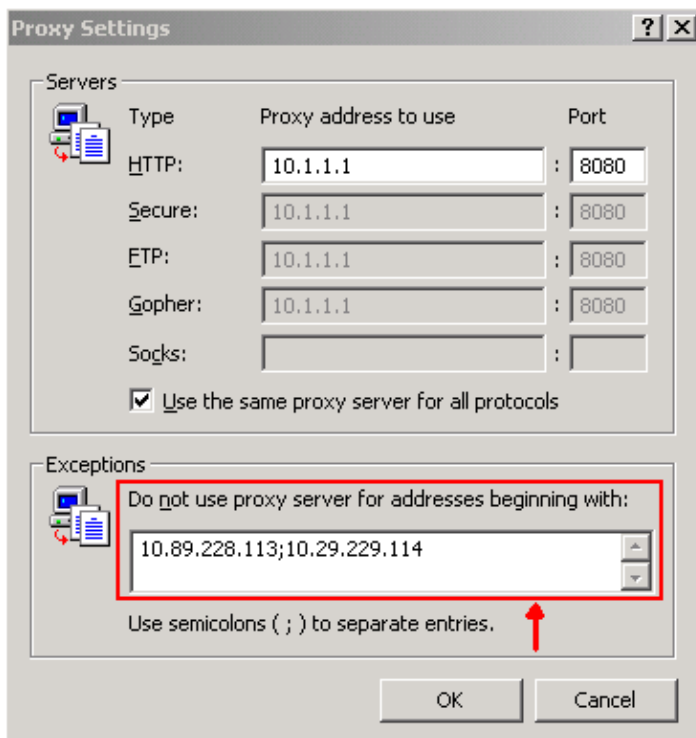 Proxy Settings
Servers
Type Proxy address to use Port
HTTP: 10.1.1.1 : 8080
Secure: 10.1.1.1 : 8080
FTP: 10.1.1.1 : 8080
Gopher: 10.1.1.1 : 8080
Socks: :
Use the same proxy server for all protocols
Exceptions
Do not use proxy server for addresses beginning with:
10.89.228.113;10.29.229.114
Use semicolons ( ; ) to separate entries.
OK Cancel